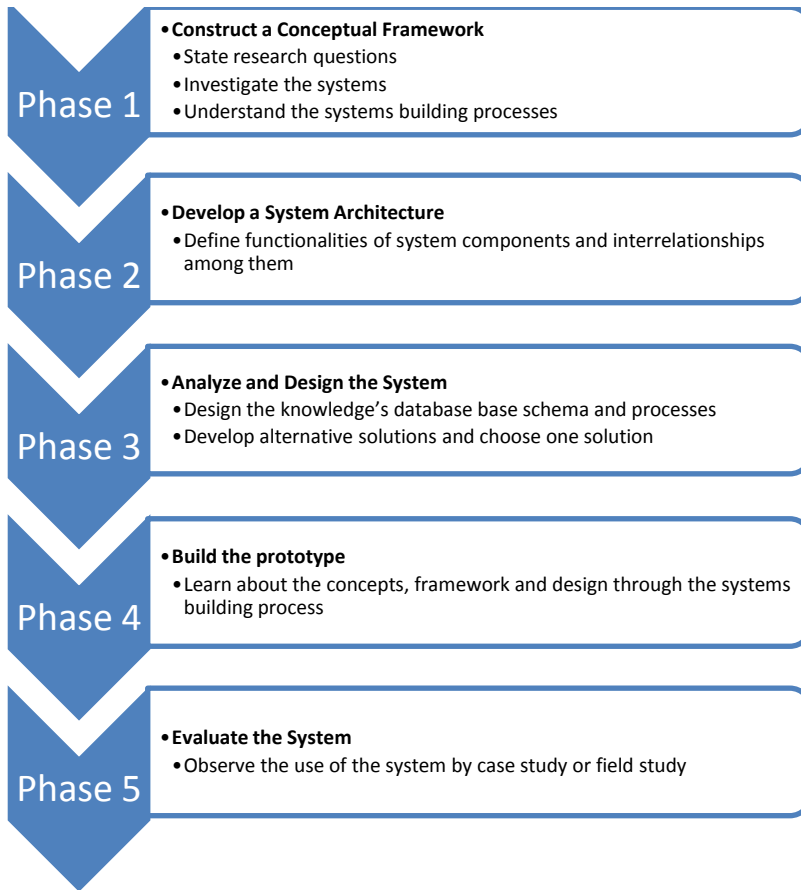 Phase 1
•Construct a Conceptual Framework
•State research questions
•Investigate the systems
•Understand the systems building processes
Phase 2
•Develop a System Architecture
•Define functionalities of system components and interrelationships
among them
Phase 3
•Analyze and Design the System
•Design the knowledge's database base schema and processes
•Develop alternative solutions and choose one solution
Phase 4
•Build the prototype
•Learn about the concepts, framework and design through the systems
building process
Phase 5
•Evaluate the System
•Observe the use of the system by case study or field study